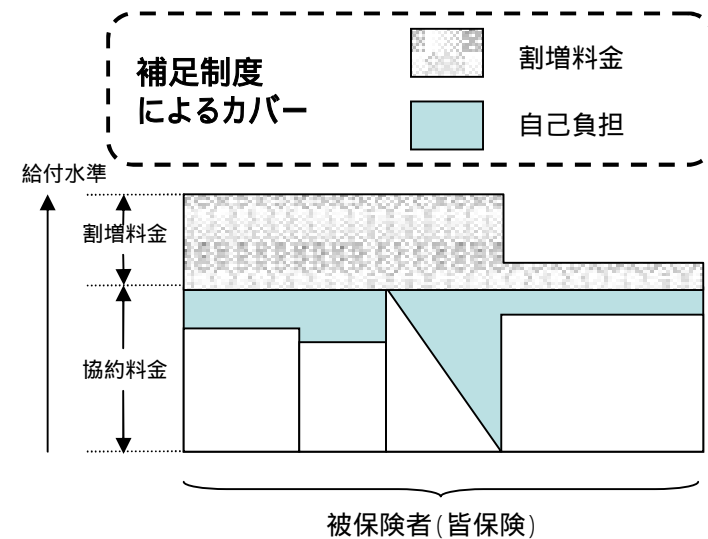 補足制度
によるカバー
割増料金
自己負担
給付水準
割増料金
協約料金
被保険者(皆保険)